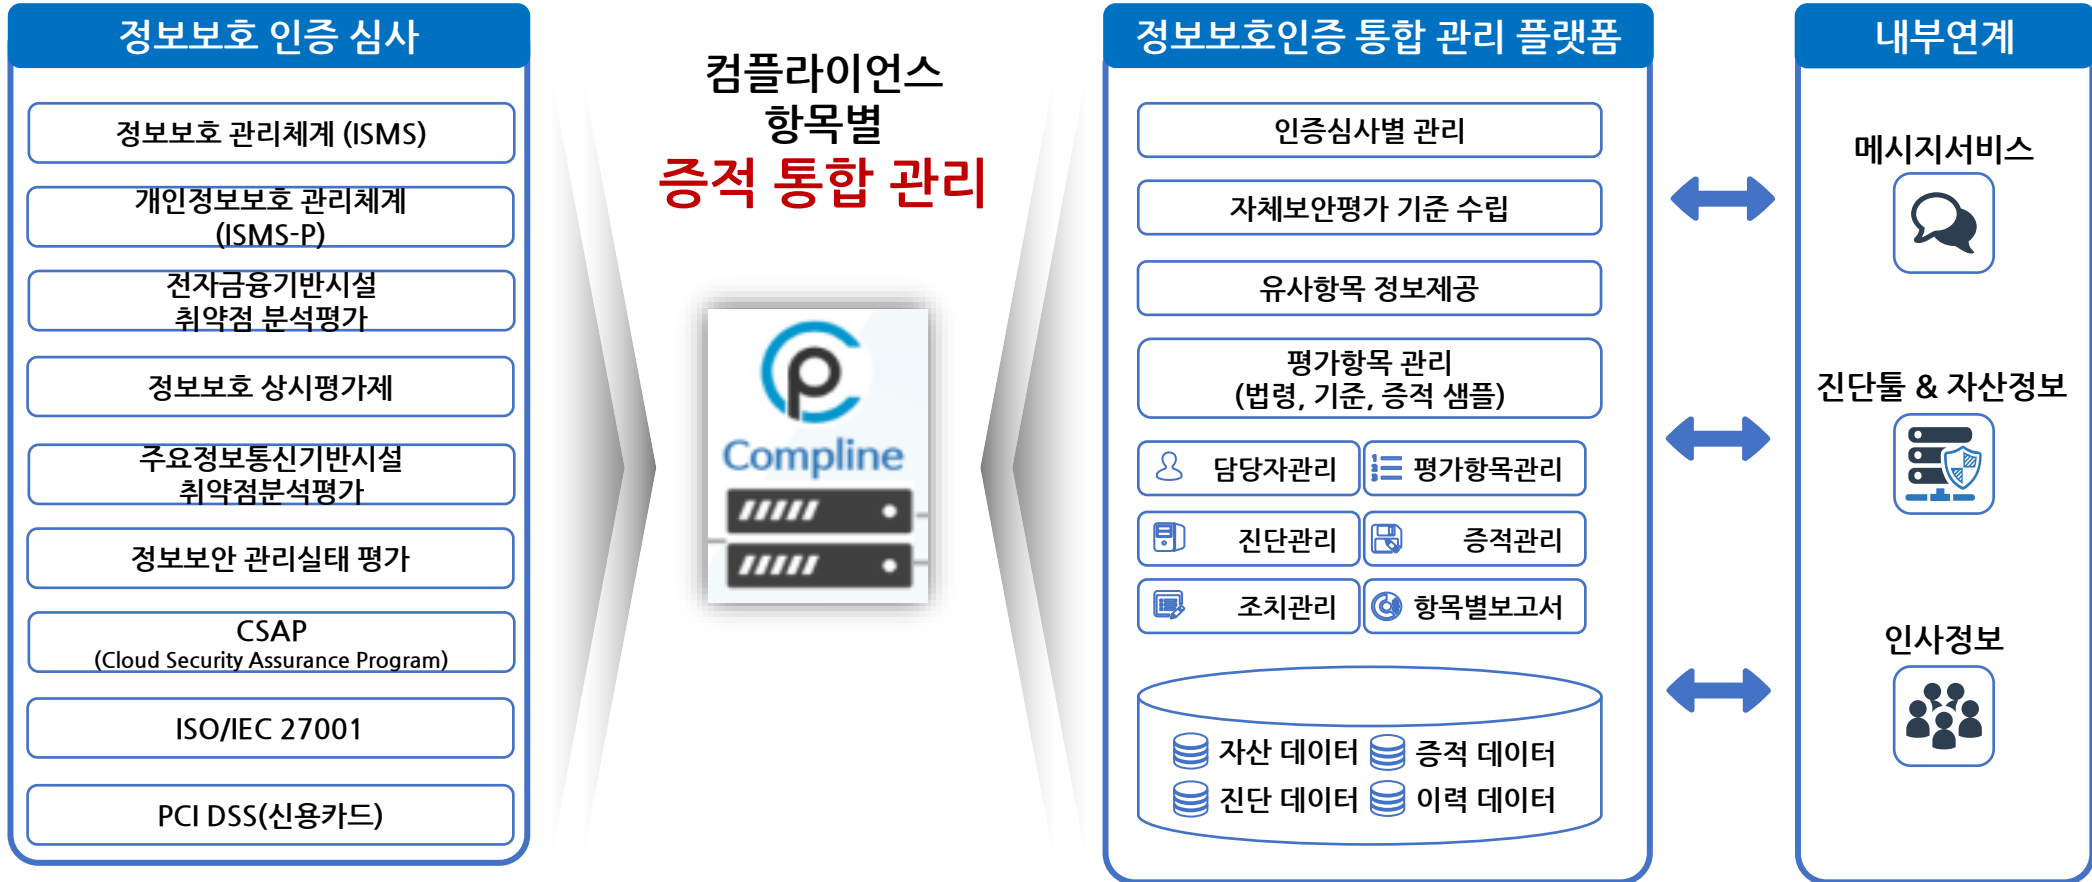 정보보호 인증 심사
정보보호 관리체계 (ISMS)
개인정보보호 관리체계
(ISMS-P)
전자금융기반시설
취약점 분석평가
정보보호 상시평가제
주요정보통신기반시설
취약점분석평가
정보보안 관리실태 평가
CSAP
(Cloud Security Assurance Program)
ISO/IEC 27001
PCI DSS(신용카드)
컴플라이언스
항목별
증적 통합 관리
Compline
정보보호인증 통합 관리 플랫폼
인증심사별 관리
자체보안평가 기준 수립
유사항목 정보제공
평가항목 관리
(법령, 기준, 증적 샘플)
담당자관리
평가항목관리
진단관리
증적관리
조치관리
항목별보고서
자산 데이터
증적 데이터
진단 데이터
이력 데이터
내부연계
메시지서비스
진단툴 & 자산정보
인사정보